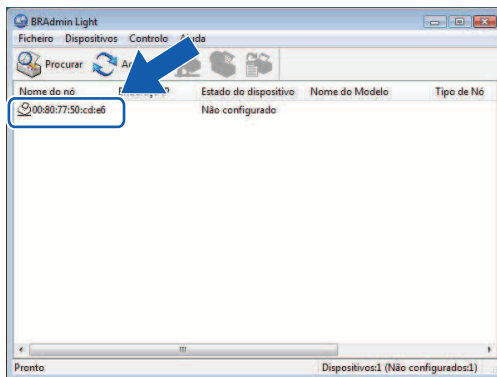 BRAdmin Light
Ficheiro Dispositivos Controlo
Procurar
Nome do nó Estado do dispositivo Nome do Modelo Tipo de Nó
00:80:77:50:cd:e6 Não configurado
Pronto Dispositivos:1 (Não configurados:1)